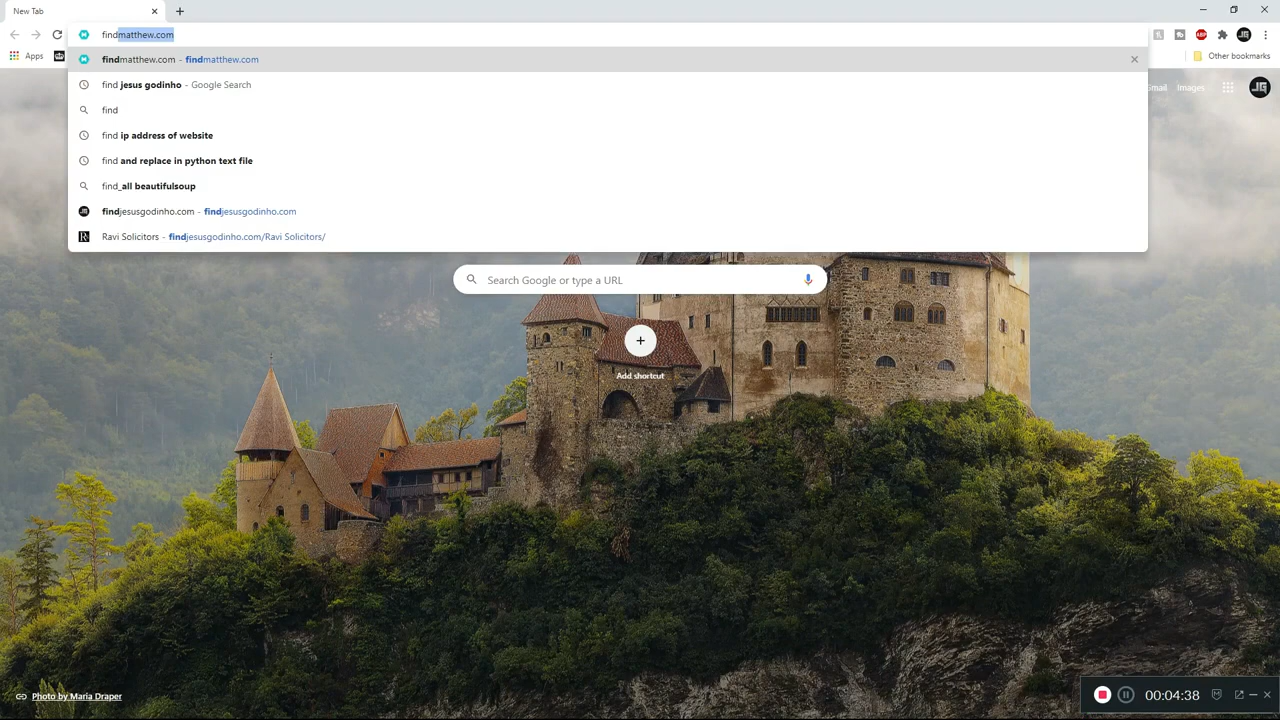 New Tab
findmatthew.com
Apps
Other bookmarks
findmatthew.com - findmatthew.com
find jesus godinho - Google Search
find
find ip address of website
find and replace in python text file
find_all beautifulsoup
findjesusgodinho.com - findjesusgodinho.com
Ravi Solicitors - findjesusgodinho.com/Ravi Solicitors/
Gmail Images
Search Google or type a URL
Add shortcut
Photo by Maria Draper
00:04:38